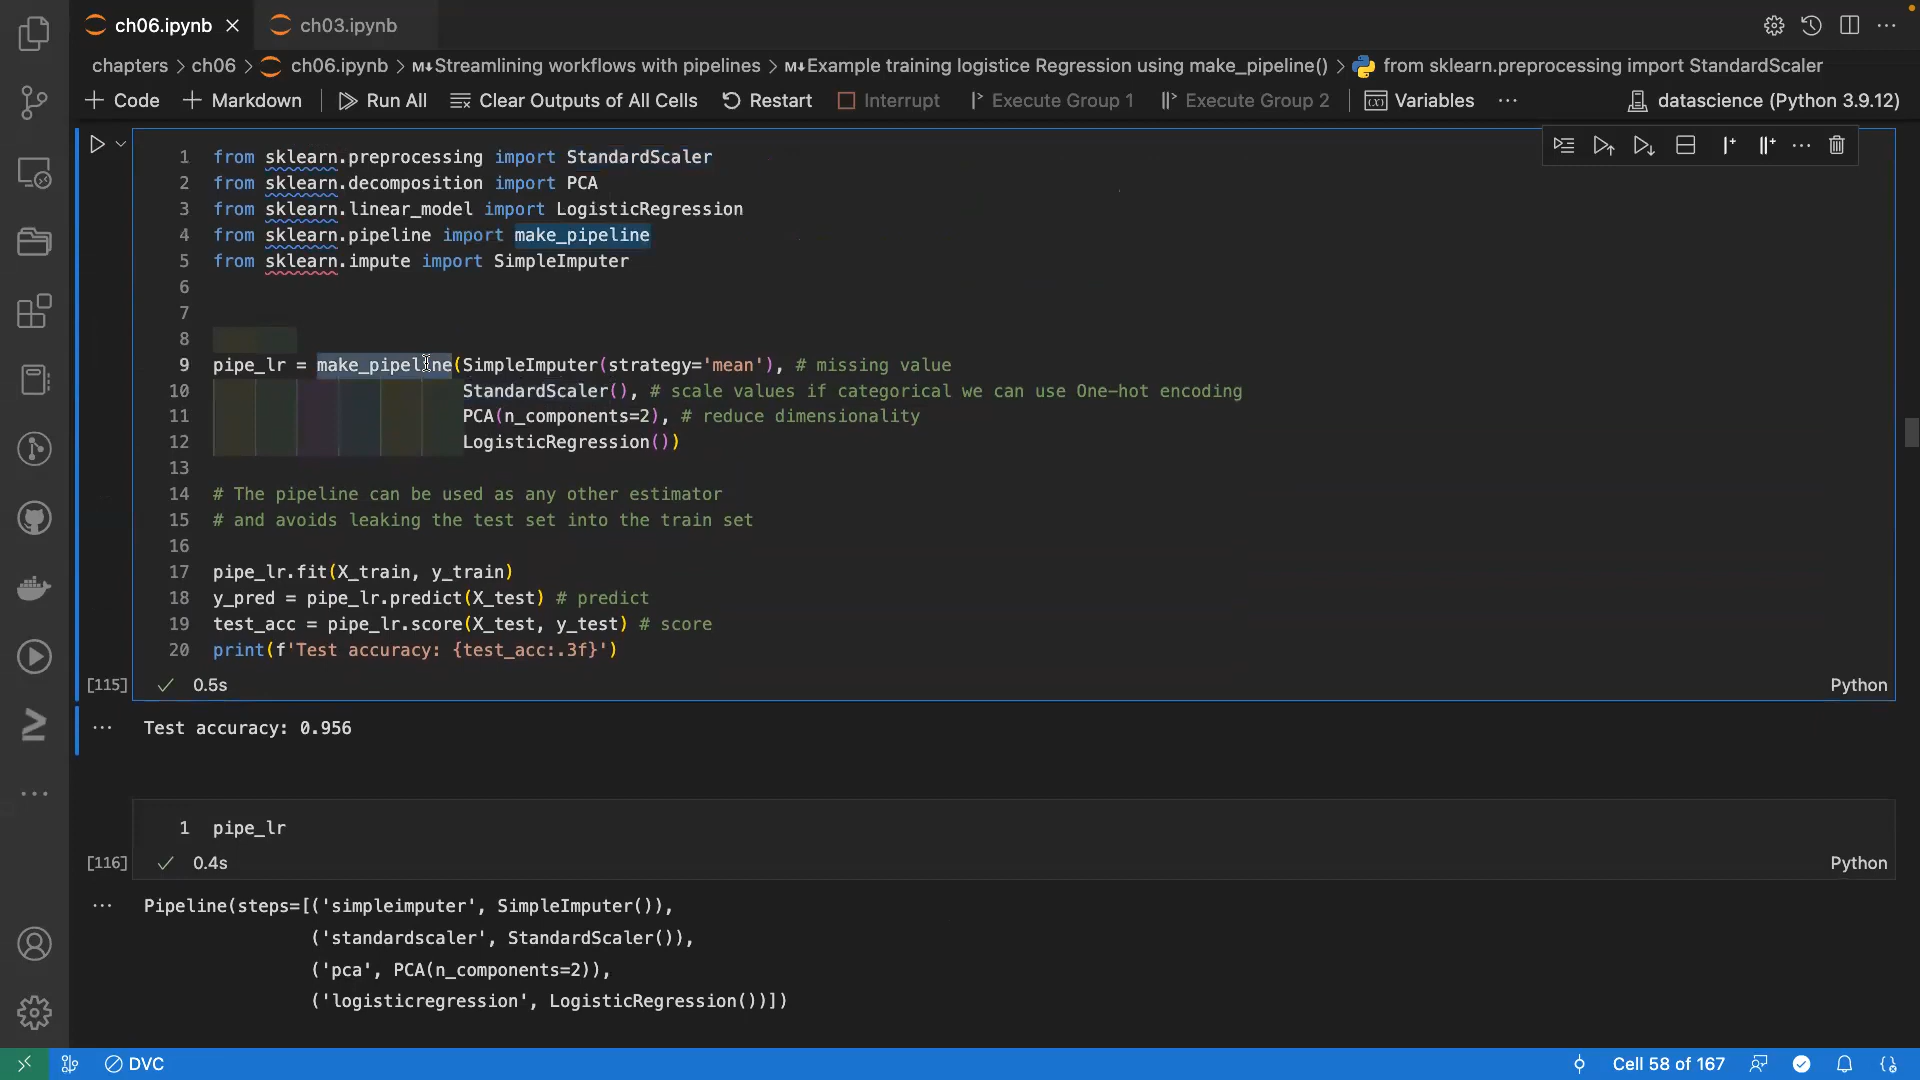 ch06.ipynb
ch03.ipynb
chapters > ch06 > ch06.ipynb > M↓Streamlining workflows with pipelines > M↓Example training logistice Regression using make_pipeline() > from sklearn.preprocessing import StandardScaler
+ Code + Markdown | Run All Clear Outputs of All Cells Restart Interrupt Execute Group 1 Execute Group 2 | Variables ... datascience (Python 3.9.12)
1 from sklearn.preprocessing import StandardScaler
2 from sklearn.decomposition import PCA
3 from sklearn.linear_model import LogisticRegression
4 from sklearn.pipeline import make_pipeline
5 from sklearn.impute import SimpleImputer
6
7
8
9 pipe_lr = make_pipeline(SimpleImputer(strategy='mean'), # missing value
10 StandardScaler(), # scale values if categorical we can use One-hot encoding
11 PCA(n_components=2), # reduce dimensionality
12 LogisticRegression())
13
14 # The pipeline can be used as any other estimator
15 # and avoids leaking the test set into the train set
16
17 pipe_lr.fit(X_train, y_train)
18 y_pred = pipe_lr.predict(X_test) # predict
19 test_acc = pipe_lr.score(X_test, y_test) # score
20 print(f'Test accuracy: {test_acc:.3f}')
[115] ✓ 0.5s Python
... Test accuracy: 0.956
1 pipe_lr
[116] ✓ 0.4s Python
... Pipeline(steps=[('simpleimputer', SimpleImputer()),
('standardscaler', StandardScaler()),
('pca', PCA(n_components=2)),
('logisticregression', LogisticRegression())])
DVC
Cell 58 of 167